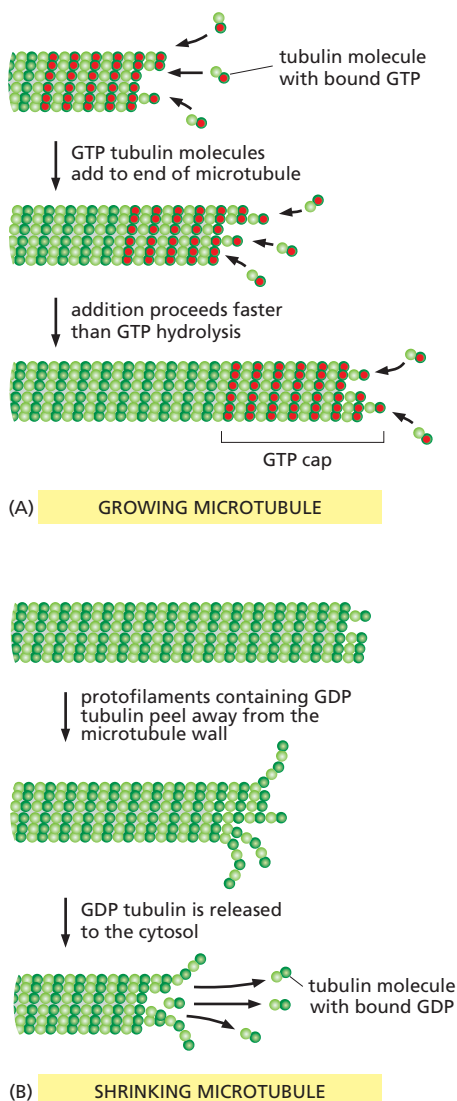 tubulin molecule
with bound GTP
GTP tubulin molecules
add to end of microtubule
addition proceeds faster
than GTP hydrolysis
GTP cap
(A) GROWING MICROTUBULE
protofilaments containing GDP
tubulin peel away from the
microtubule wall
GDP tubulin is released
to the cytosol
tubulin molecule
with bound GDP
(B) SHRINKING MICROTUBULE